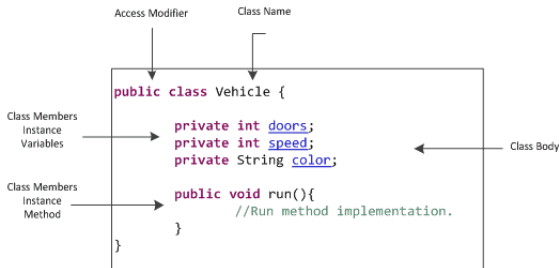 Access Modifier
Class Name
public class Vehicle {
Class Members
Instance
Variables
private int doors;
private int speed;
private String color;
Class Body
Class Members
Instance
Method
public void run(){
//Run method implementation.
}
}